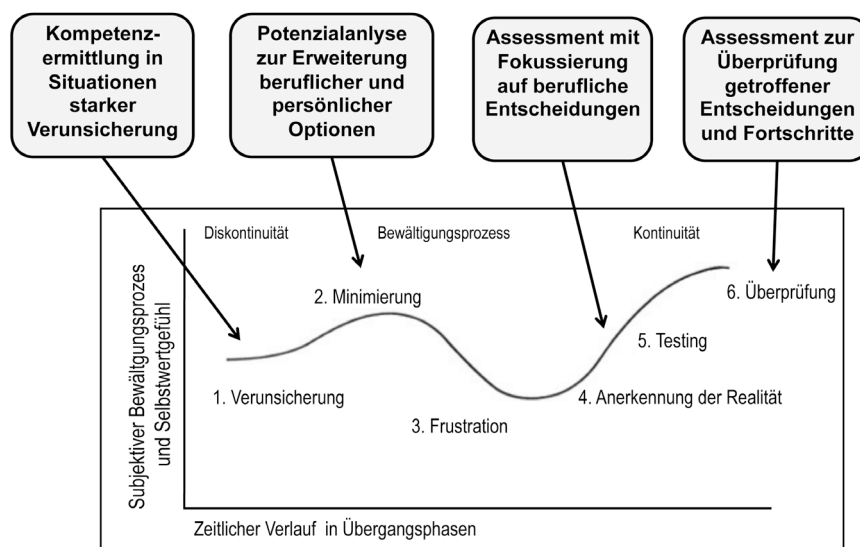 Kompetenz-
ermittlung in
Situationen
starker
Verunsicherung
Potenzialanalyse
zur Erweiterung
beruflicher und
persönlicher
Optionen
Assessment mit
Fokussierung
auf berufliche
Entscheidungen
Assessment zur
Überprüfung
getroffener
Entscheidungen
und Fortschritte
Diskontinuität
Bewältigungsprozess
Kontinuität
Subjektiver Bewältgungsprozes
und Selbstwertgefühl
1. Verunsicherung
2. Minimierung
3. Frustration
4. Anerkennung der Realität
5. Testing
6. Überprüfung
Zeitlicher Verlauf in Übergangsphasen